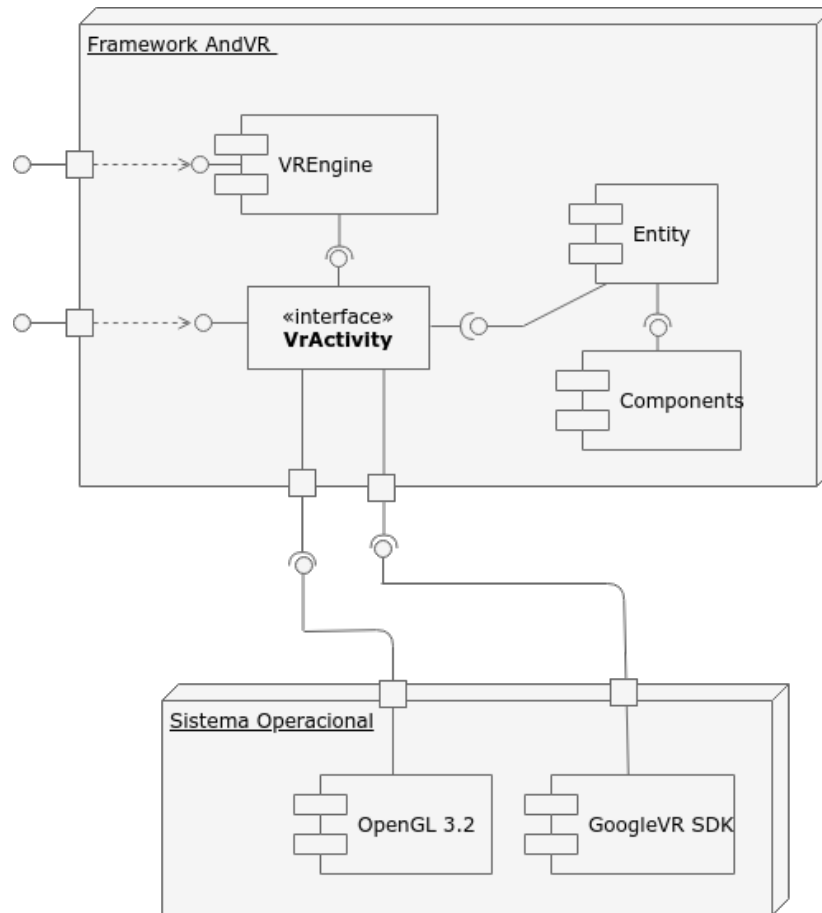 Framework AndVR
VREngine
Entity
«interface»
VrActivity
Components
Sistema Operacional
OpenGL 3.2
GoogleVR SDK